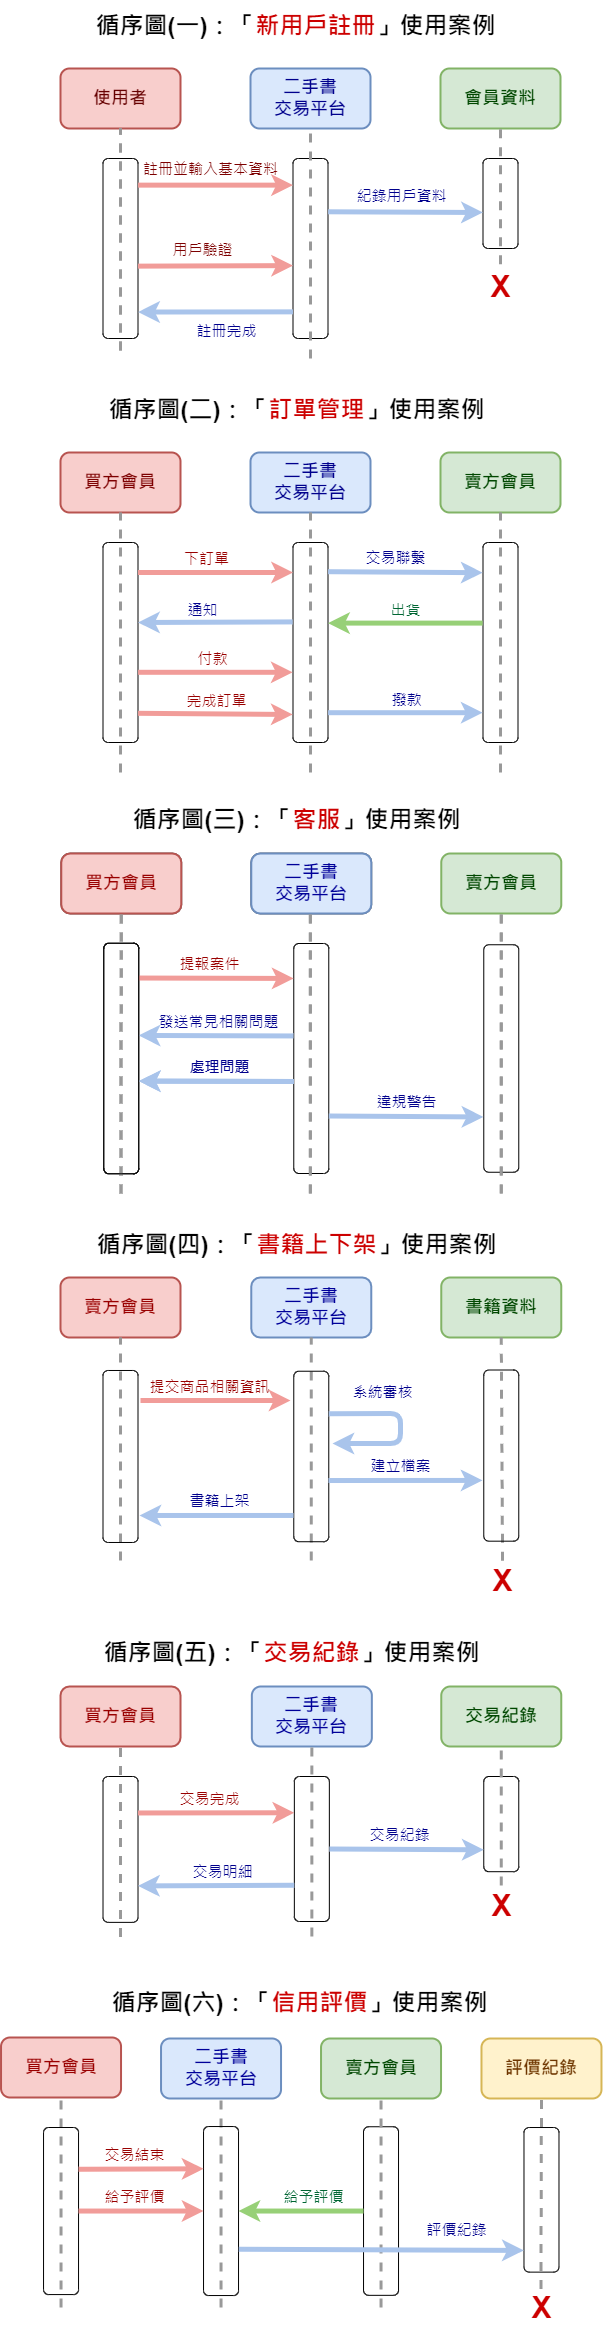 循序圖(一)：「新用戶註冊」使用案例
使用者
二手書
交易平台
會員資料
註冊並輸入基本資料
紀錄用戶資料
用戶驗證
註冊完成
X
循序圖(二)：「訂單管理」使用案例
買方會員
二手書
交易平台
賣方會員
下訂單
交易聯繫
通知
出貨
付款
完成訂單
撥款
循序圖(三)：「客服」使用案例
買方會員
二手書
交易平台
賣方會員
提報案件
發送常見相關問題
處理問題
違規警告
循序圖(四)：「書籍上下架」使用案例
賣方會員
二手書
交易平台
書籍資料
提交商品相關資訊
系統審核
建立檔案
書籍上架
X
循序圖(五)：「交易紀錄」使用案例
買方會員
二手書
交易平台
交易紀錄
交易完成
交易紀錄
交易明細
X
循序圖(六)：「信用評價」使用案例
買方會員
二手書
交易平台
賣方會員
評價紀錄
交易結束
給予評價
給予評價
評價紀錄
X